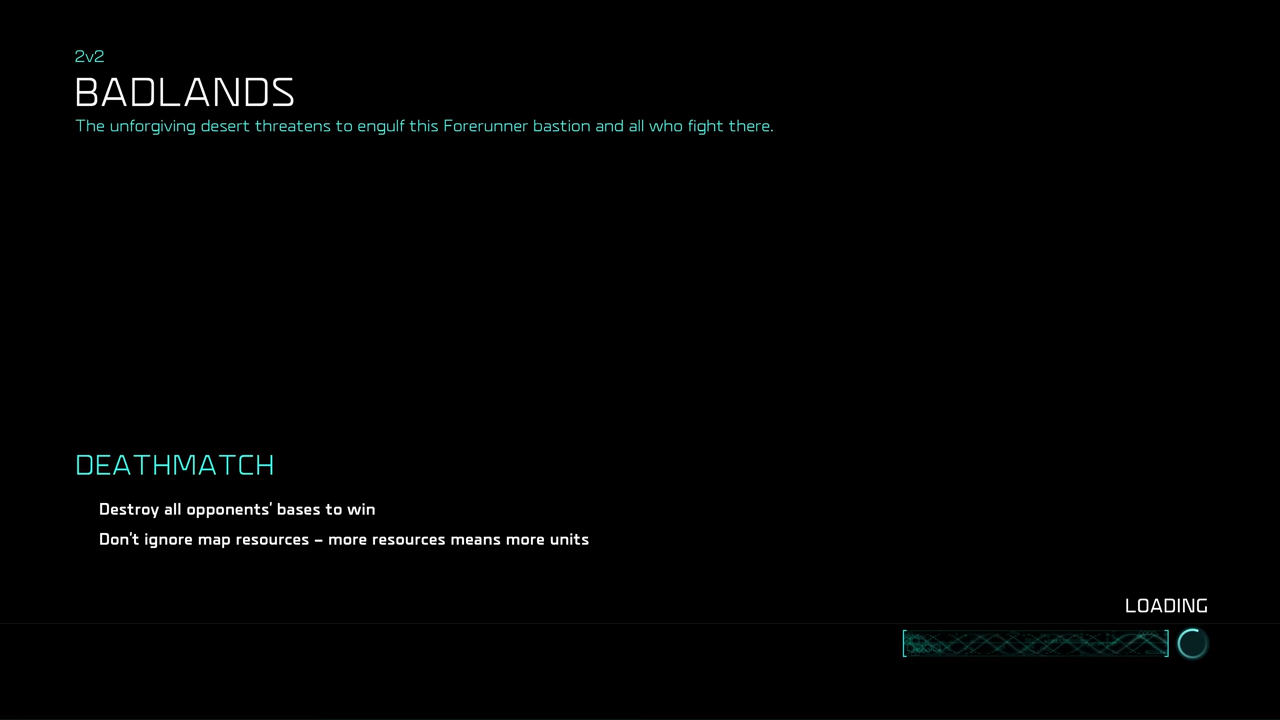 2v2
BADLANDS
The unforgiving desert threatens to engulf this Forerunner bastion and all who fight there.
DEATHMATCH
Destroy all opponents' bases to win
Don't ignore map resources – more resources means more units
LOADING